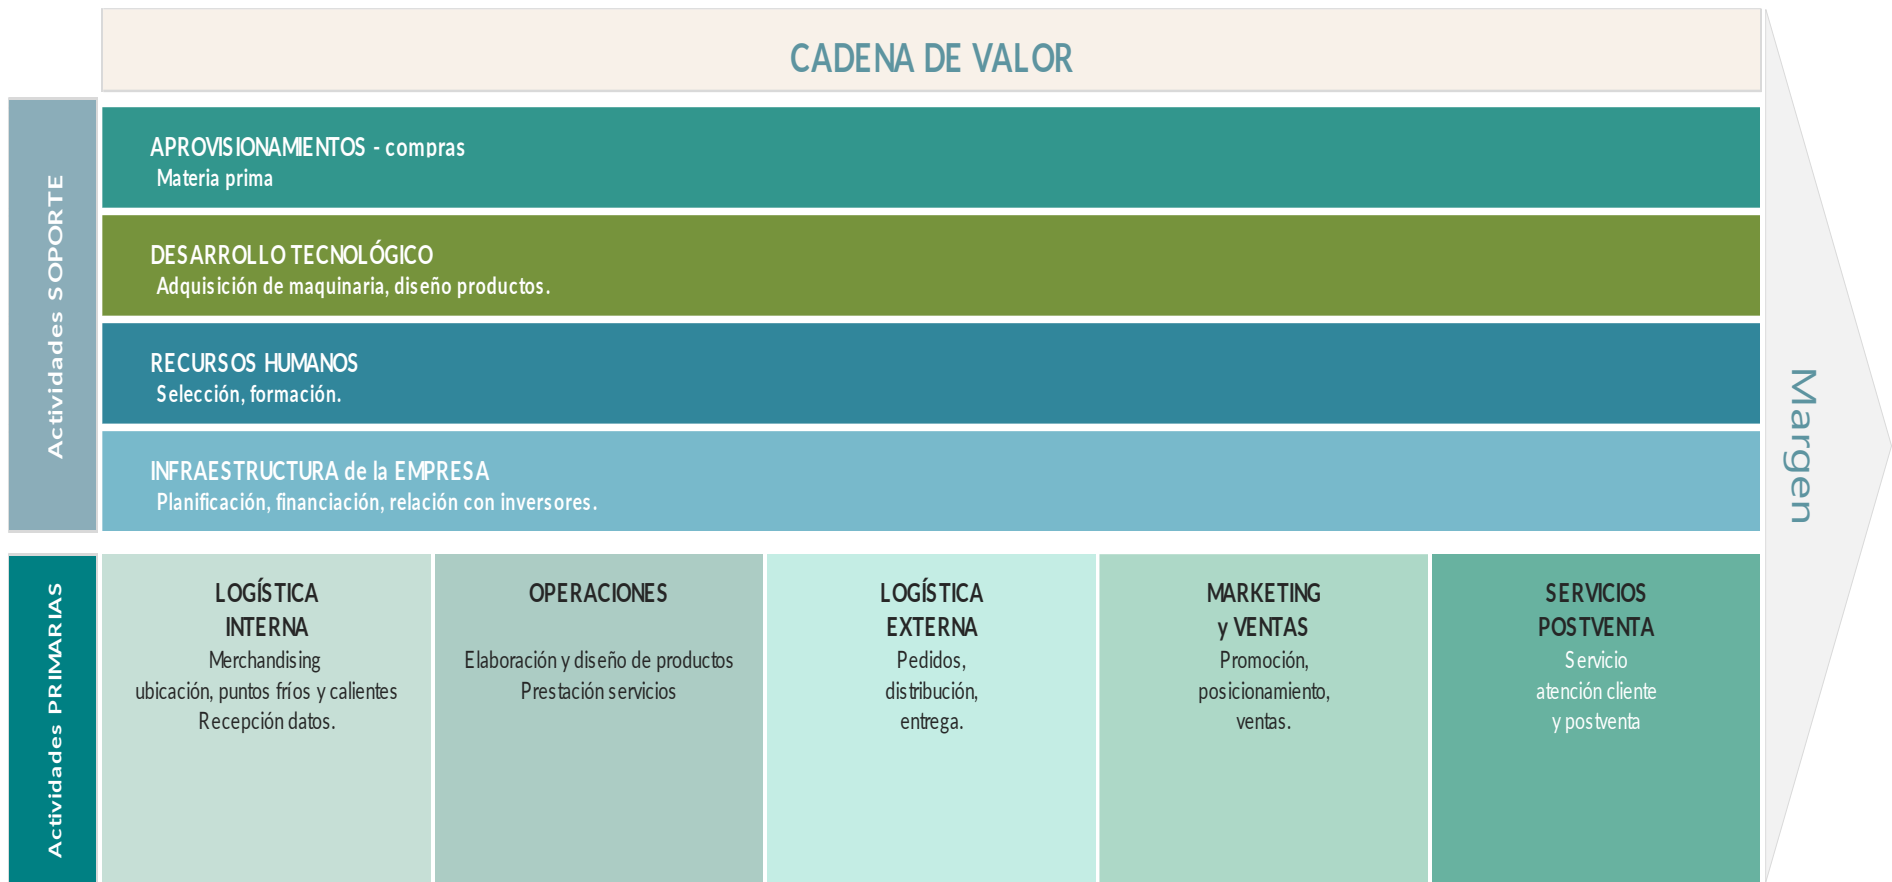 CADENA DE VALOR
Actividades SOPORTE
APROVISIONAMIENTOS - compras
Materia prima
DESARROLLO TECNOLÓGICO
Adquisición de maquinaria, diseño productos.
RECURSOS HUMANOS
Selección, formación.
INFRAESTRUCTURA de la EMPRESA
Planificación, financiación, relación con inversores.
Margen
Actividades PRIMARIAS
LOGÍSTICA
INTERNA
Merchandising
ubicación, puntos fríos y calientes
Recepción datos.
OPERACIONES
Elaboración y diseño de productos
Prestación servicios
LOGÍSTICA
EXTERNA
Pedidos,
distribución,
entrega.
MARKETING
y VENTAS
Promoción,
posicionamiento,
ventas.
SERVICIOS
POSTVENTA
Servicio
atención cliente
y postventa